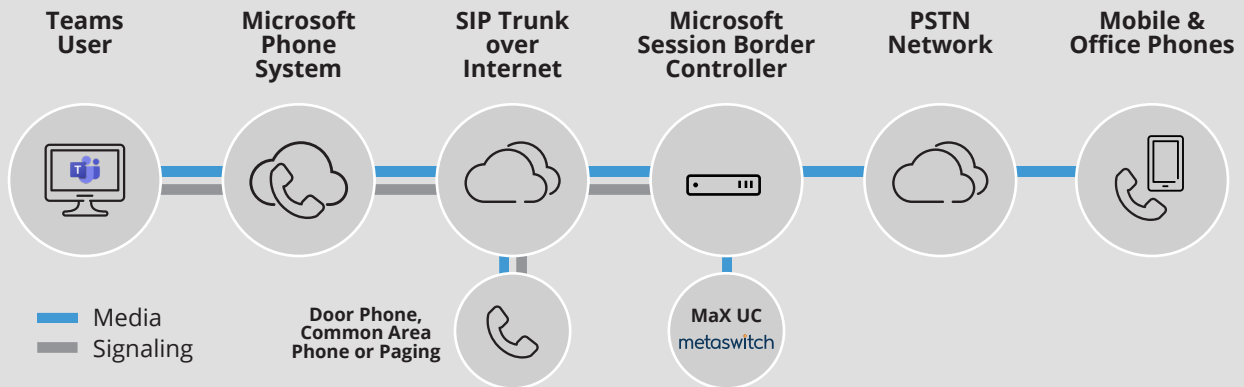 Teams
User
Microsoft
Phone
System
SIP Trunk
over
Internet
Microsoft
Session Border
Controller
PSTN
Network
Mobile &
Office Phones
T
Media
Signaling
Door Phone,
Common Area
Phone or Paging
MaX UC
metaswitch